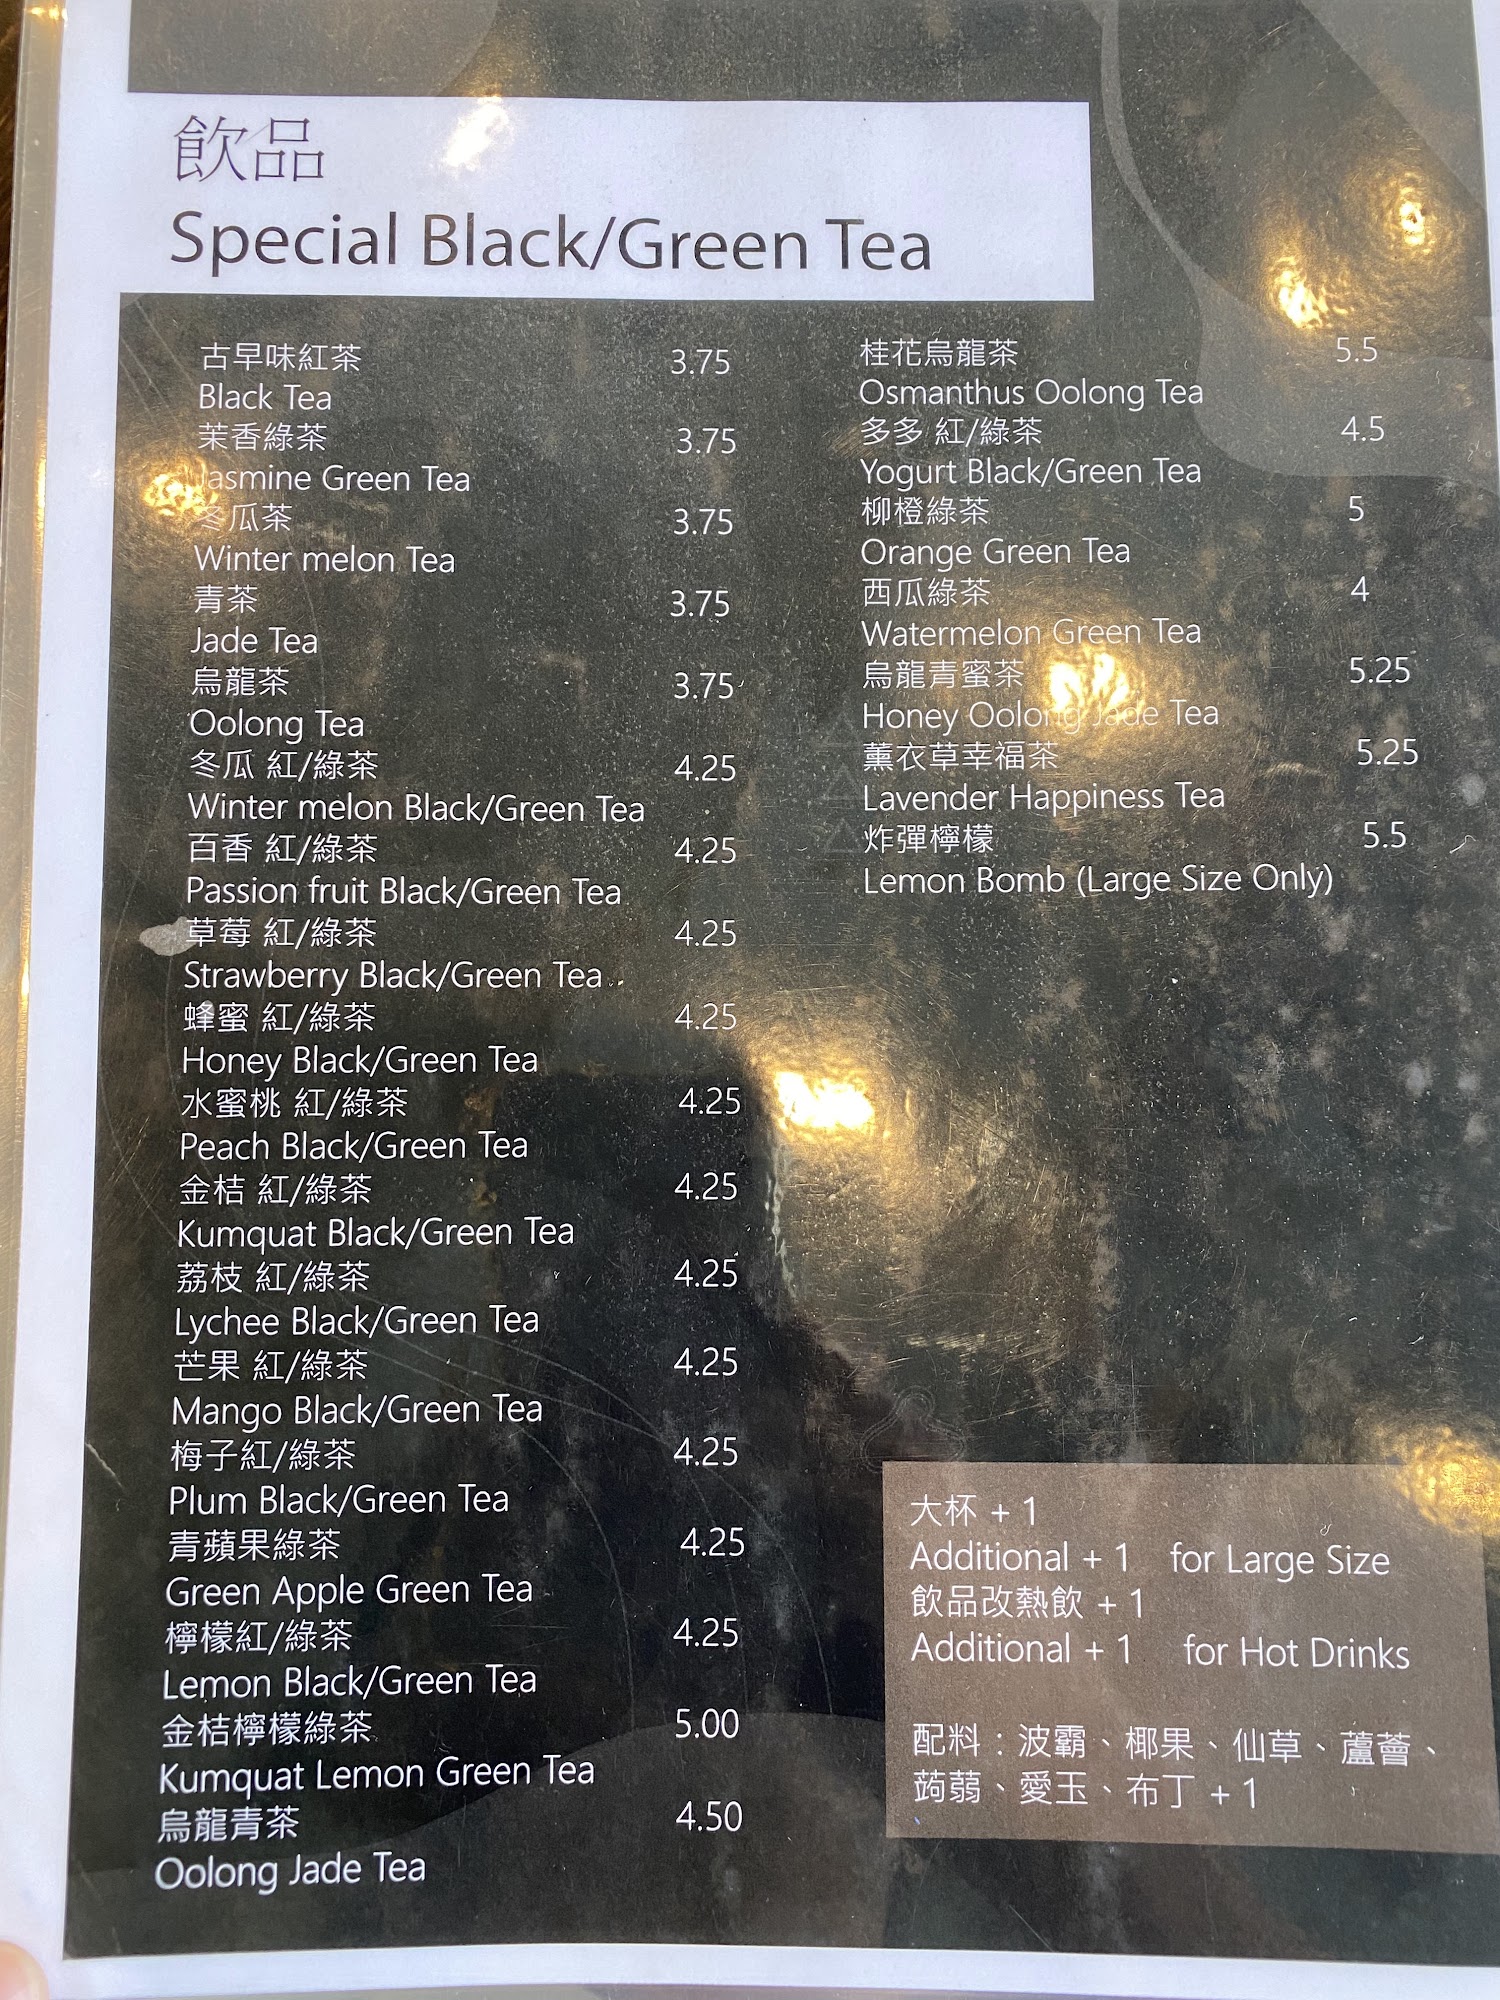 飲品
Special Black/Green Tea
古早味紅茶 3.75
Black Tea
茉香綠茶 3.75
Jasmine Green Tea
冬瓜茶 3.75
Winter melon Tea
青茶 3.75
Jade Tea
烏龍茶 3.75
Oolong Tea
冬瓜 紅/綠茶 4.25
Winter melon Black/Green Tea
百香 紅/綠茶 4.25
Passion fruit Black/Green Tea
草莓 紅/綠茶 4.25
Strawberry Black/Green Tea
蜂蜜 紅/綠茶 4.25
Honey Black/Green Tea
水蜜桃 紅/綠茶 4.25
Peach Black/Green Tea
金桔 紅/綠茶 4.25
Kumquat Black/Green Tea
荔枝 紅/綠茶 4.25
Lychee Black/Green Tea
芒果 紅/綠茶 4.25
Mango Black/Green Tea
梅子紅/綠茶 4.25
Plum Black/Green Tea
青蘋果綠茶 4.25
Green Apple Green Tea
檸檬紅/綠茶 4.25
Lemon Black/Green Tea
金桔檸檬綠茶 5.00
Kumquat Lemon Green Tea
烏龍青茶 4.50
Oolong Jade Tea
桂花烏龍茶 5.5
Osmanthus Oolong Tea
多多 紅/綠茶 4.5
Yogurt Black/Green Tea
柳橙綠茶 5
Orange Green Tea
西瓜綠茶 4
Watermelon Green Tea
烏龍青蜜茶 5.25
Honey Oolong Jade Tea
薰衣草幸福茶 5.25
Lavender Happiness Tea
炸彈檸檬 5.5
Lemon Bomb (Large Size Only)
大杯 + 1
Additional + 1 for Large Size
飲品改熱飲 + 1
Additional + 1 for Hot Drinks
配料：波霸、椰果、仙草、蘆薈、
蒟蒻、愛玉、布丁 + 1